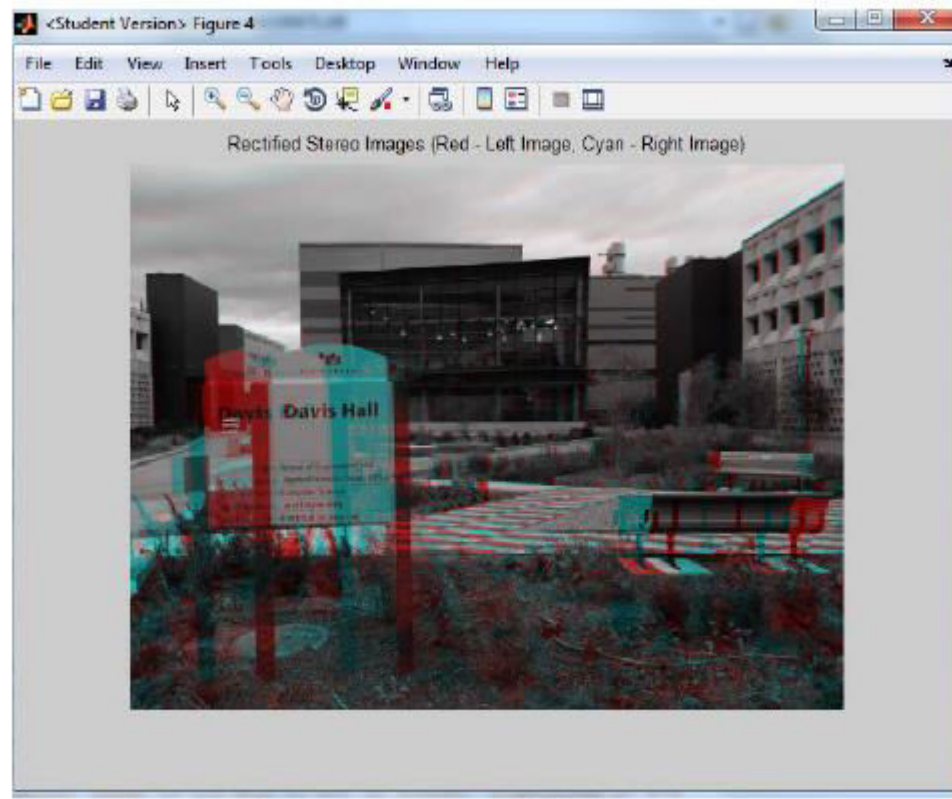 <Student Version> Figure 4
File Edit View Insert Tools Desktop Window Help
Rectified Stereo Images (Red - Left Image, Cyan - Right Image)
Davis Davis Hall